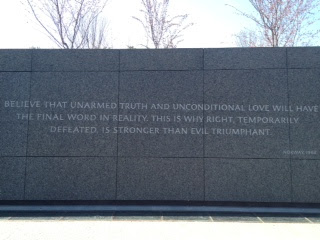 BELIEVE THAT UNARMED TRUTH AND UNCONDITIONAL LOVE WILL HAVE
THE FINAL WORD IN REALITY. THIS IS WHY RIGHT, TEMPORARILY
DEFEATED, IS STRONGER THAN EVIL TRIUMPHANT.